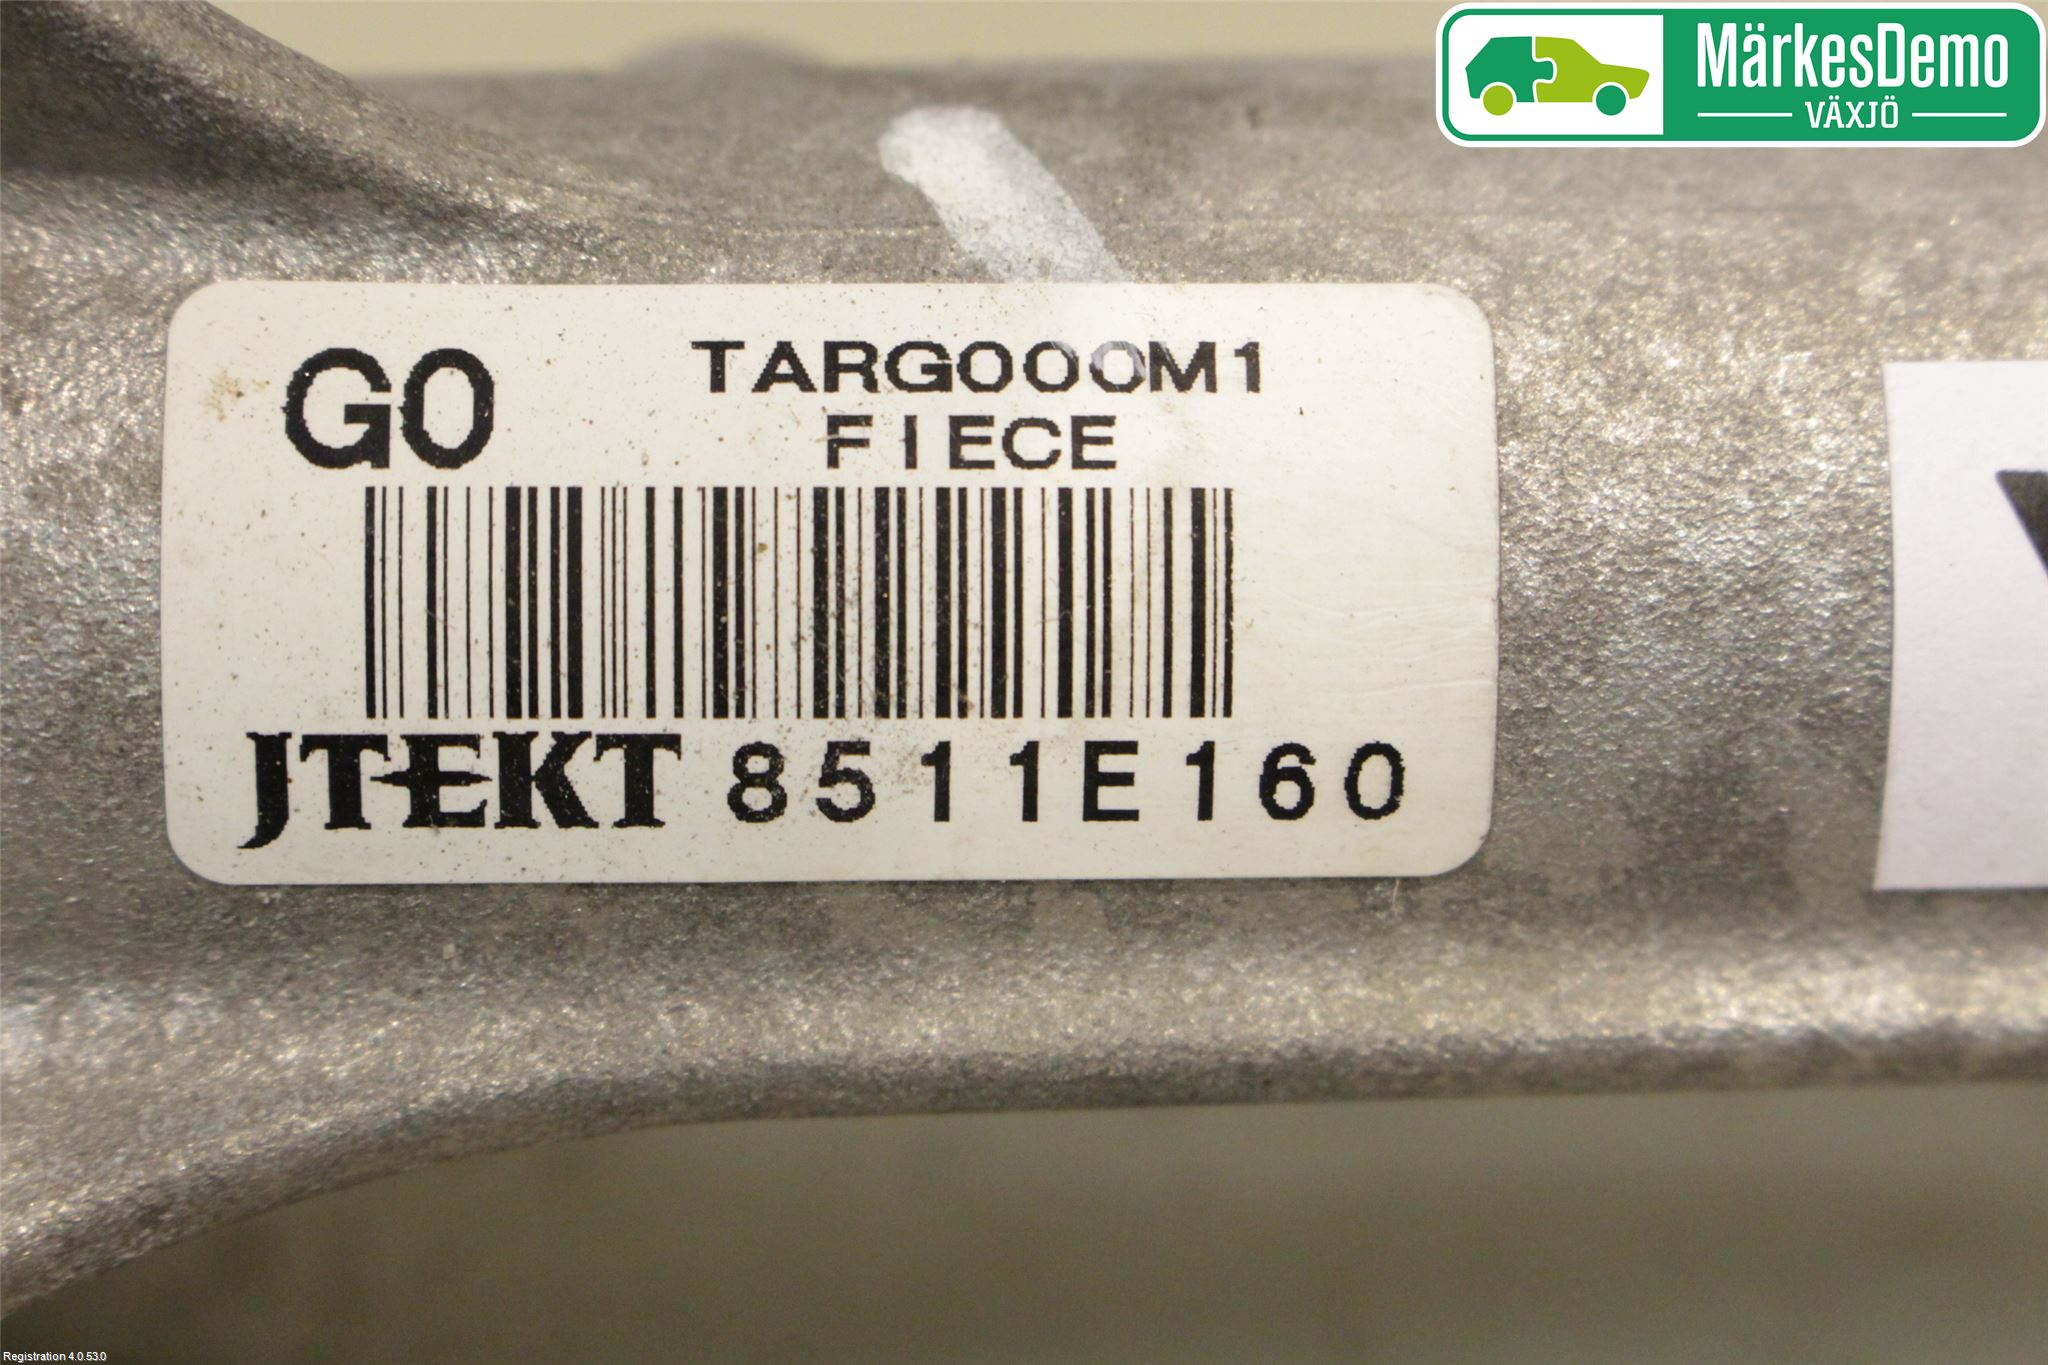 MärkesDemo
VÄXJÖ
G0 TARG000M1
FIECE
JTEKT 8511E160
Registration 4.0.53.0